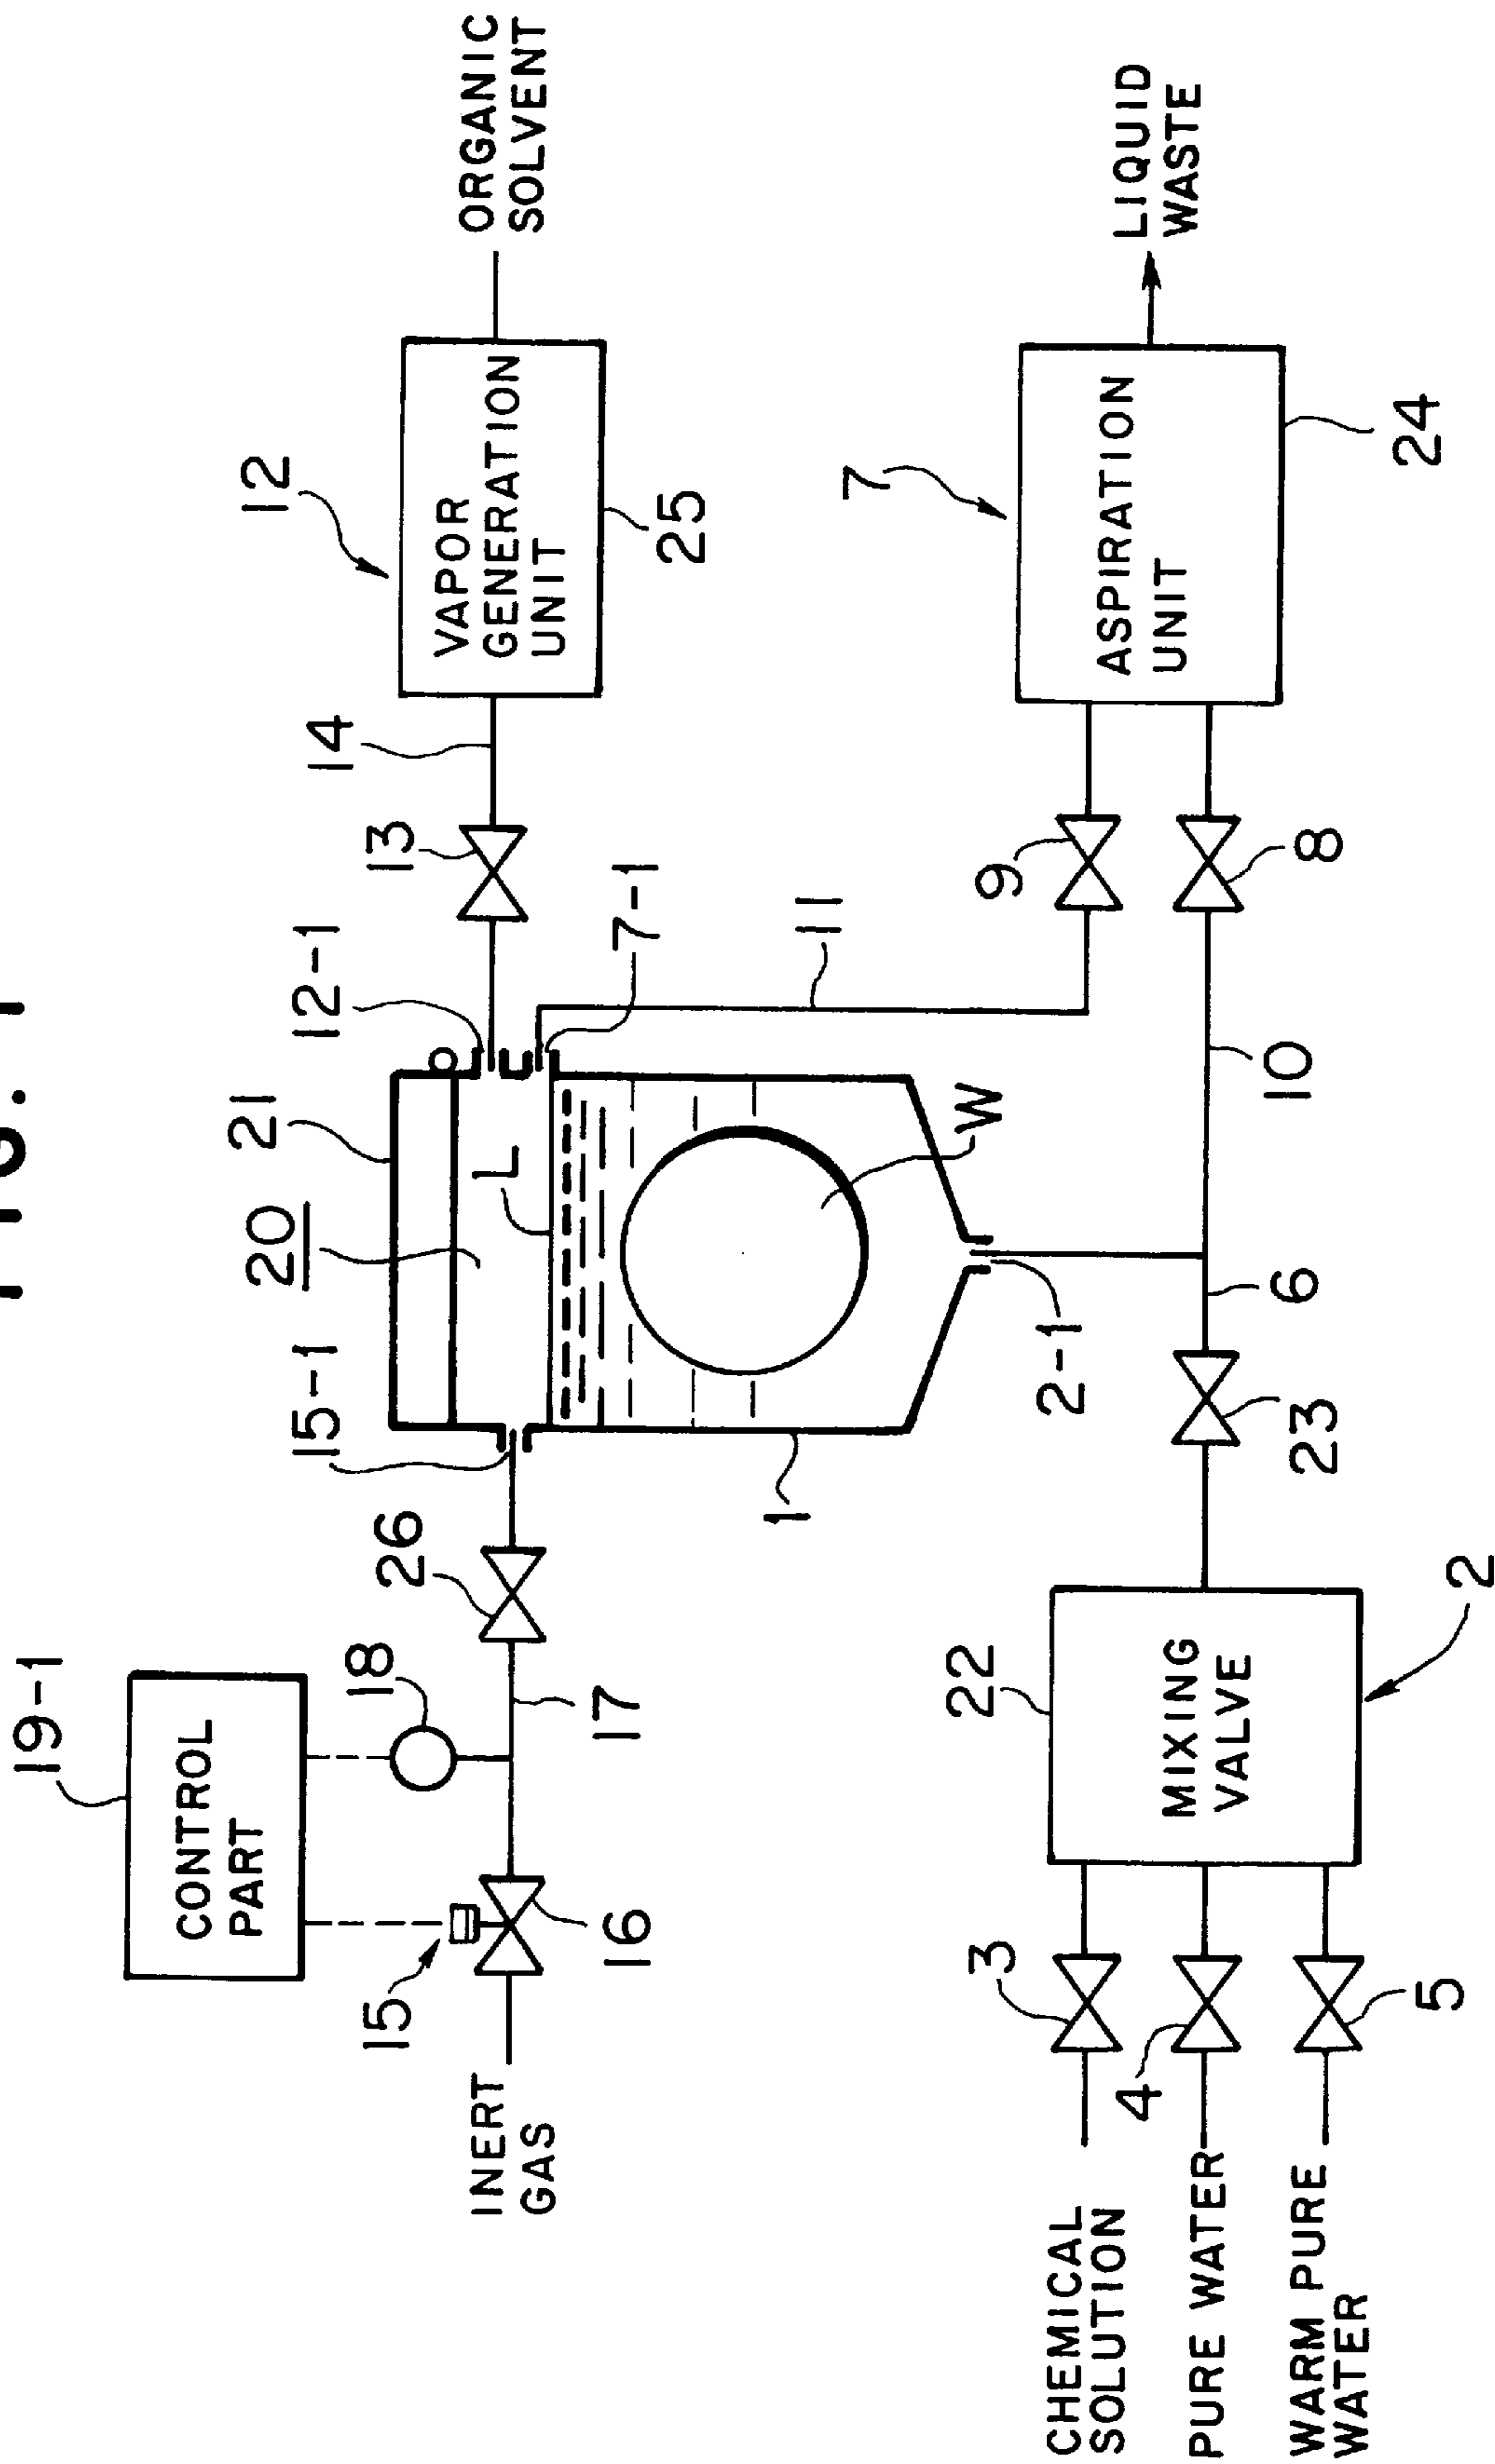 FIG. 1
19-1
CONTROL
PART
15
18
26
15-1
20
21
12-1
13
14
12
INERT
GAS
16
17
L
VAPOR
GENERATION
UNIT
25
ORGANIC
SOLVENT
7-1
1
11
7
W
9
22
2-1
3
4
5
CHEMICAL
SOLUTION
PURE WATER
WARM PURE
WATER
MIXING
VALVE
2
23
6
10
8
ASPIRATION
UNIT
24
LIQUID
WASTE